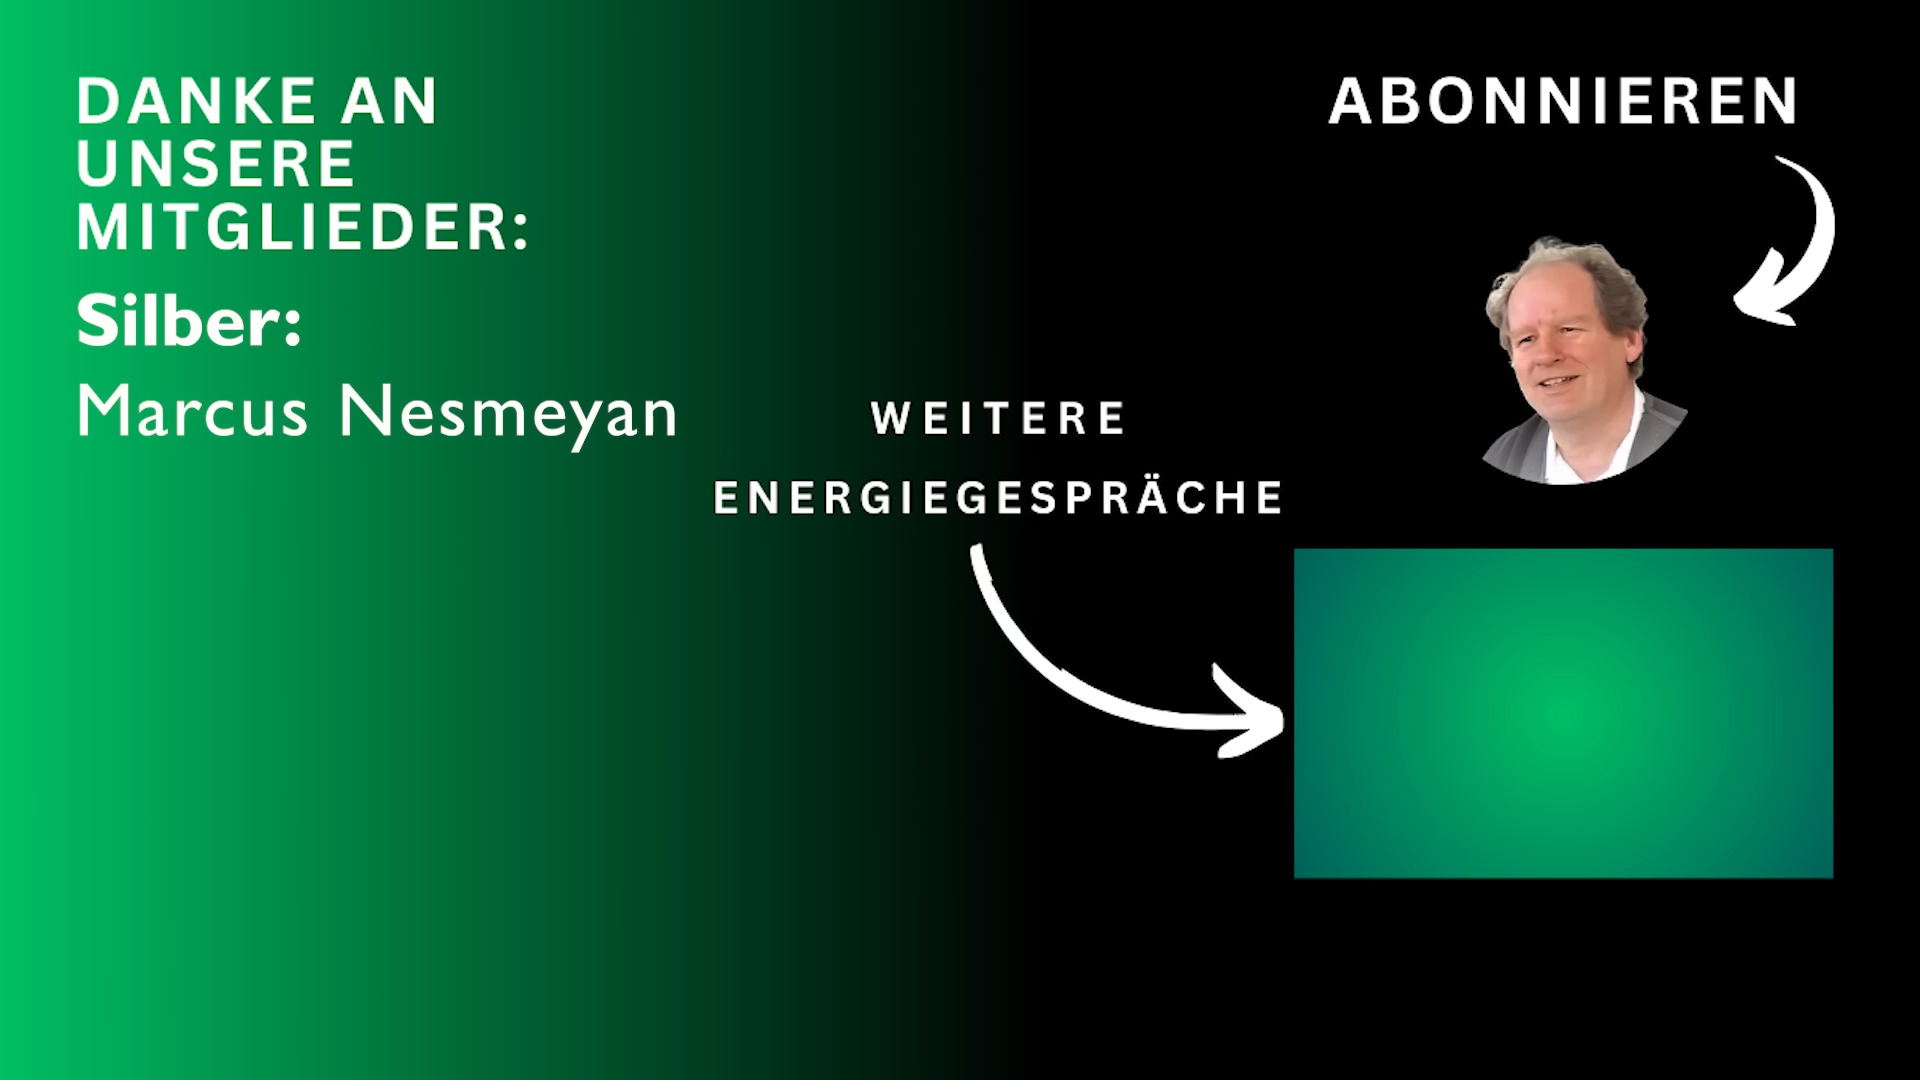 DANKE AN
UNSERE
MITGLIEDER:
Silber:
Marcus Nesmeyan
WEITERE
ENERGIEGESPRÄCHE
ABONNIEREN